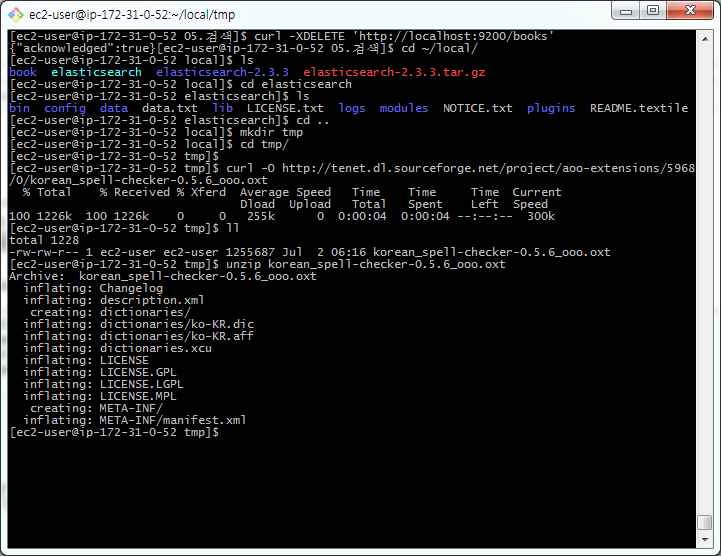 ec2-user@ip-172-31-0-52:~/local/tmp
[ec2-user@ip-172-31-0-52 05.검색]$ curl -XDELETE 'http://localhost:9200/books'
{"acknowledged":true}[ec2-user@ip-172-31-0-52 05.검색]$ cd ~/local/
[ec2-user@ip-172-31-0-52 local]$ ls
book  elasticsearch  elasticsearch-2.3.3  elasticsearch-2.3.3.tar.gz
[ec2-user@ip-172-31-0-52 local]$ cd elasticsearch
[ec2-user@ip-172-31-0-52 elasticsearch]$ ls
bin  config  data  data.txt  lib  LICENSE.txt  logs  modules  NOTICE.txt  plugins  README.textile
[ec2-user@ip-172-31-0-52 elasticsearch]$ cd ..
[ec2-user@ip-172-31-0-52 local]$ mkdir tmp
[ec2-user@ip-172-31-0-52 local]$ cd tmp/
[ec2-user@ip-172-31-0-52 tmp]$
[ec2-user@ip-172-31-0-52 tmp]$ curl -O http://tenet.dl.sourceforge.net/project/aoo-extensions/5968
/0/korean_spell-checker-0.5.6_ooo.oxt
  % Total    % Received % Xferd  Average Speed   Time    Time     Time  Current
                                 Dload  Upload   Total   Spent    Left  Speed
100 1226k  100 1226k    0     0   255k      0  0:00:04  0:00:04 --:--:--  300k
[ec2-user@ip-172-31-0-52 tmp]$ ll
total 1228
-rw-rw-r-- 1 ec2-user ec2-user 1255687 Jul  2 06:16 korean_spell-checker-0.5.6_ooo.oxt
[ec2-user@ip-172-31-0-52 tmp]$ unzip korean_spell-checker-0.5.6_ooo.oxt
Archive:  korean_spell-checker-0.5.6_ooo.oxt
  inflating: Changelog
  inflating: description.xml
   creating: dictionaries/
  inflating: dictionaries/ko-KR.dic
  inflating: dictionaries/ko-KR.aff
  inflating: dictionaries.xcu
  inflating: LICENSE
  inflating: LICENSE.GPL
  inflating: LICENSE.LGPL
  inflating: LICENSE.MPL
   creating: META-INF/
  inflating: META-INF/manifest.xml
[ec2-user@ip-172-31-0-52 tmp]$